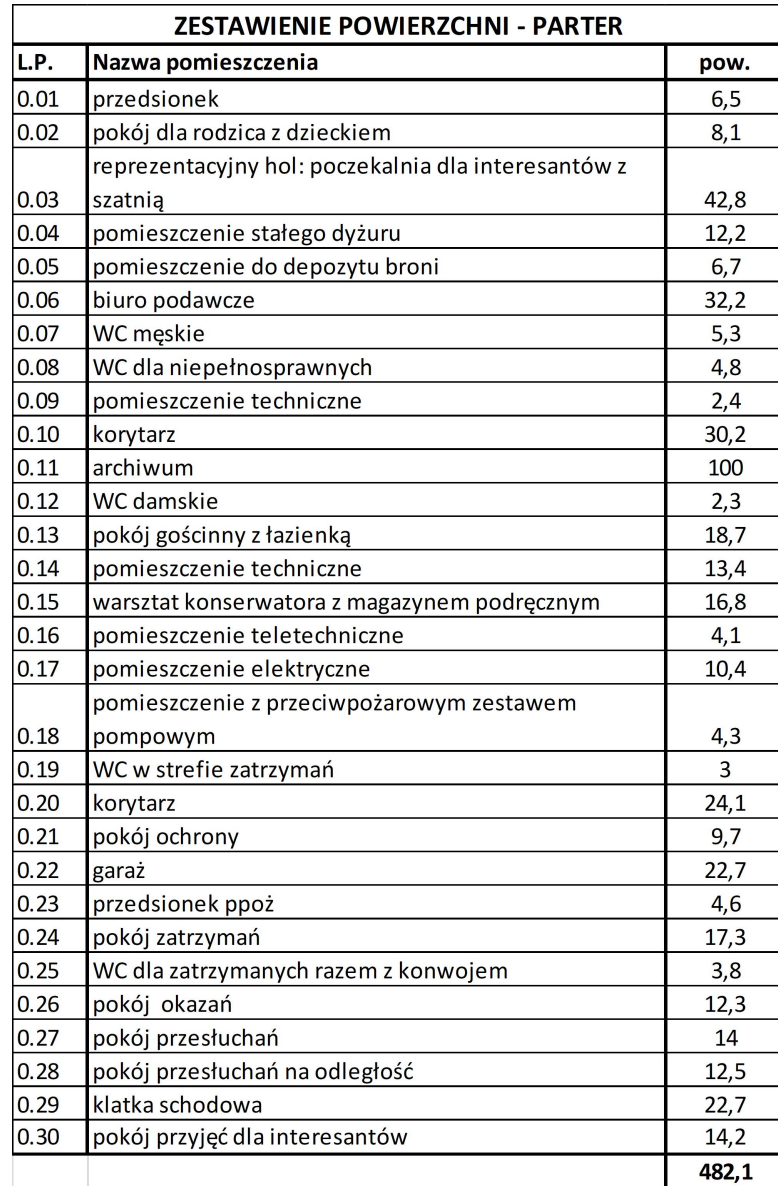 ZESTAWIENIE POWIERZCHNI - PARTER
L.P. Nazwa pomieszczenia pow.
0.01 przedsionek 6,5
0.02 pokój dla rodzica z dzieckiem 8,1
reprezentacyjny hol: poczekalnia dla interesantów z
0.03 szatnią 42,8
0.04 pomieszczenie stałego dyżuru 12,2
0.05 pomieszczenie do depozytu broni 6,7
0.06 biuro podawcze 32,2
0.07 WC męskie 5,3
0.08 WC dla niepełnosprawnych 4,8
0.09 pomieszczenie techniczne 2,4
0.10 korytarz 30,2
0.11 archiwum 100
0.12 WC damskie 2,3
0.13 pokój gościnny z łazienką 18,7
0.14 pomieszczenie techniczne 13,4
0.15 warsztat konserwatora z magazynem podręcznym 16,8
0.16 pomieszczenie teletechniczne 4,1
0.17 pomieszczenie elektryczne 10,4
pomieszczenie z przeciwpożarowym zestawem
0.18 pompowym 4,3
0.19 WC w strefie zatrzymań 3
0.20 korytarz 24,1
0.21 pokój ochrony 9,7
0.22 garaż 22,7
0.23 przedsionek ppoż 4,6
0.24 pokój zatrzymań 17,3
0.25 WC dla zatrzymanych razem z konwojem 3,8
0.26 pokój okazań 12,3
0.27 pokój przesłuchań 14
0.28 pokój przesłuchań na odległość 12,5
0.29 klatka schodowa 22,7
0.30 pokój przyjęć dla interesantów 14,2
482,1